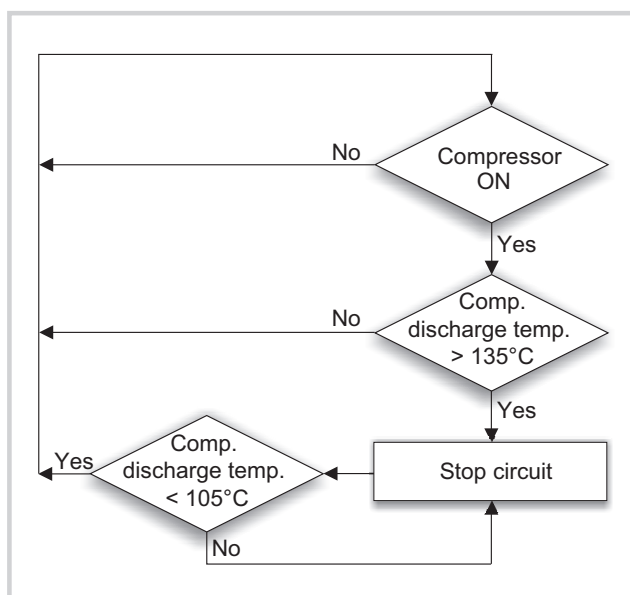 No
Compressor
ON
Yes
No
Comp.
discharge temp.
> 135°C
Yes
Yes
Comp.
discharge temp.
< 105°C
Stop circuit
No